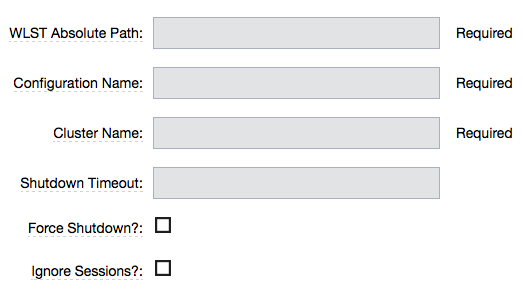 WLST Absolute Path: Required
Configuration Name: Required
Cluster Name: Required
Shutdown Timeout:
Force Shutdown?:
Ignore Sessions?: